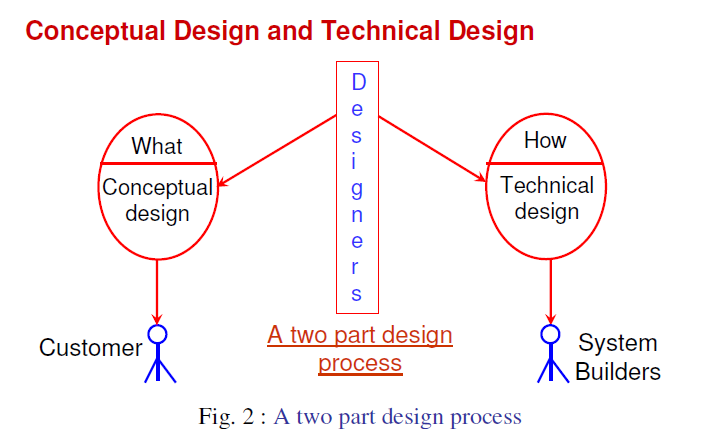 Conceptual Design and Technical Design
Designers
What
Conceptual
design
How
Technical
design
Customer
A two part design
process
System
Builders
Fig. 2 : A two part design process